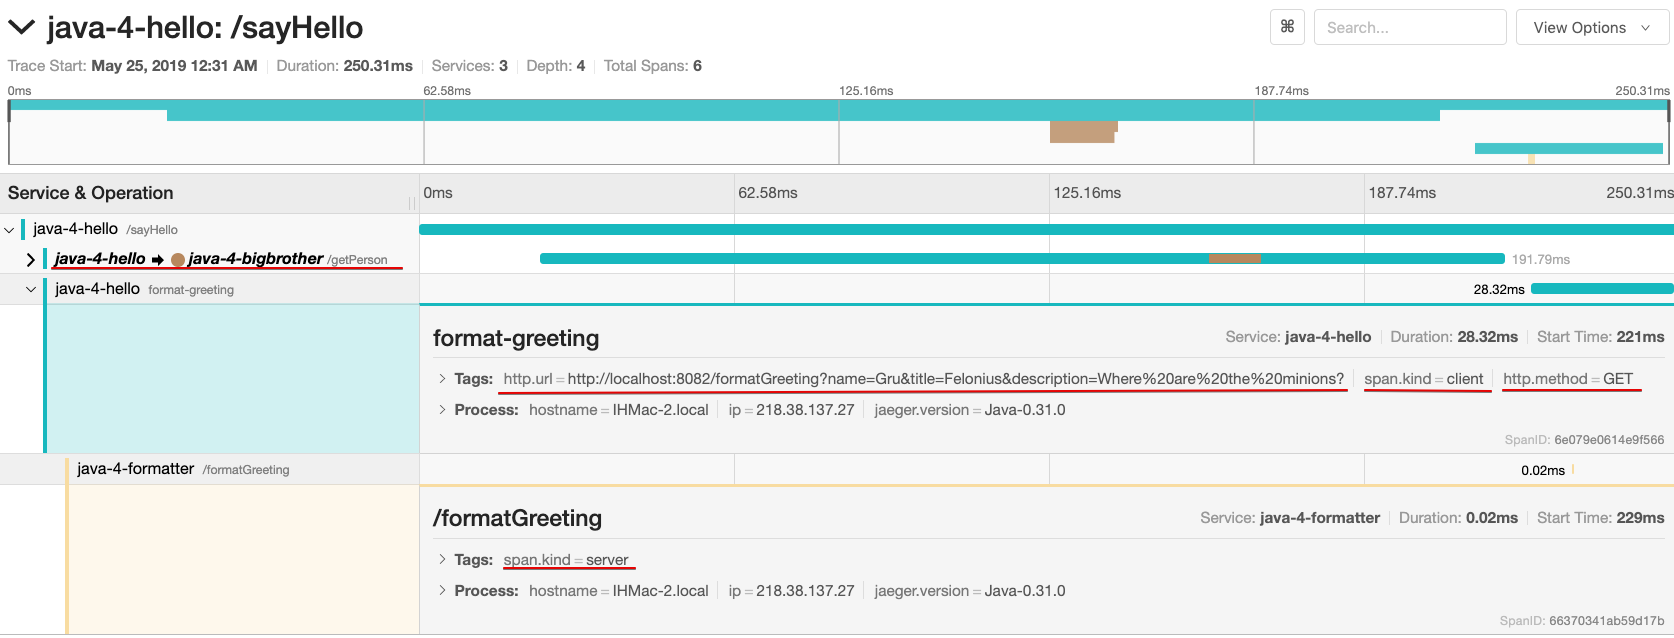 java-4-hello: /sayHello
⌘ Search... View Options
Trace Start: May 25, 2019 12:31 AM Duration: 250.31ms Services: 3 Depth: 4 Total Spans: 6
0ms 62.58ms 125.16ms 187.74ms 250.31ms
Service & Operation 0ms 62.58ms 125.16ms 187.74ms 250.31ms
java-4-hello /sayHello
java-4-hello ➡ java-4-bigbrother /getPerson 191.79ms
java-4-hello format-greeting 28.32ms
format-greeting Service: java-4-hello Duration: 28.32ms Start Time: 221ms
Tags: http.url = http://localhost:8082/formatGreeting?name=Gru&title=Felonius&description=Where%20are%20the%20minions? span.kind = client http.method = GET
Process: hostname = IHMac-2.local ip = 218.38.137.27 jaeger.version = Java-0.31.0
SpanID: 6e079e0614e9f566
java-4-formatter /formatGreeting 0.02ms
/formatGreeting Service: java-4-formatter Duration: 0.02ms Start Time: 229ms
Tags: span.kind = server
Process: hostname = IHMac-2.local ip = 218.38.137.27 jaeger.version = Java-0.31.0
SpanID: 66370341ab59d17b